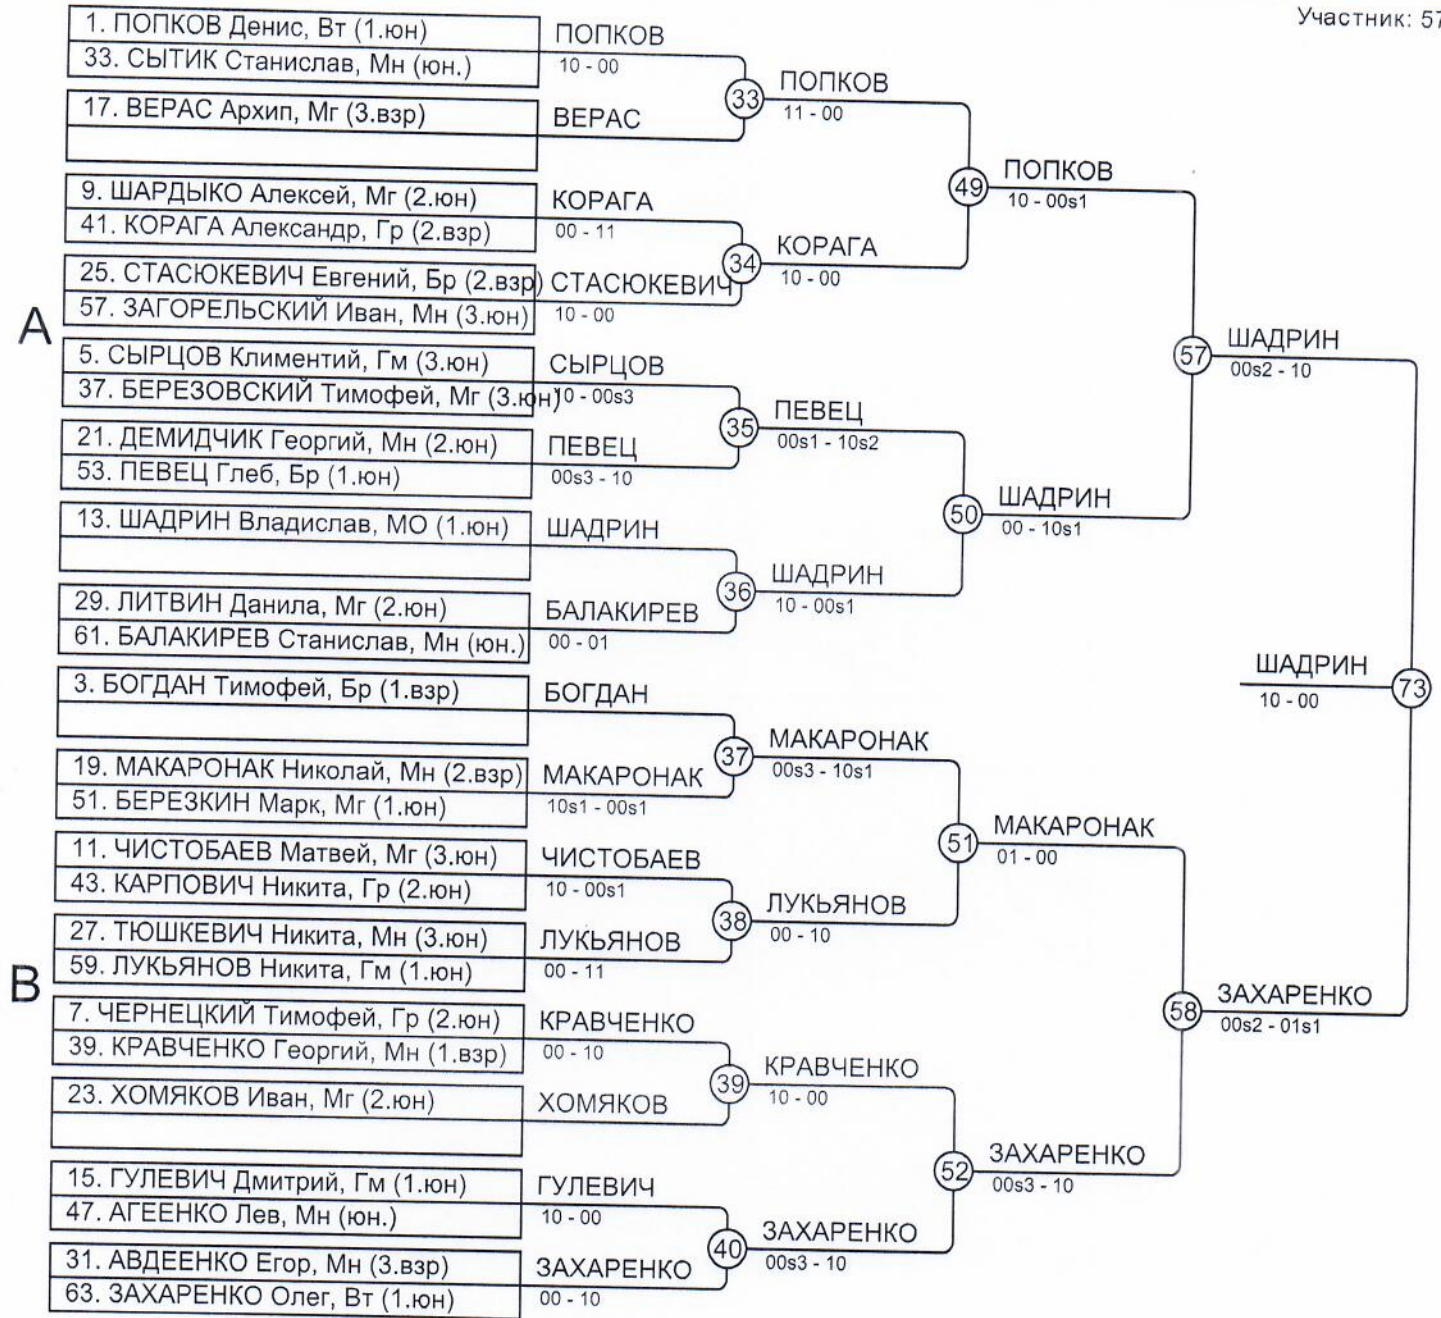 Участник: 57
1. ПОПКОВ Денис, Вт (1.юн)
33. СЫТИК Станислав, Мн (юн.)
ПОПКОВ
10 - 00
17. ВЕРАС Архип, Мг (3.взр)
ВЕРАС
33
ПОПКОВ
11 - 00
9. ШАРДЫКО Алексей, Мг (2.юн)
41. КОРАГА Александр, Гр (2.взр)
КОРАГА
00 - 11
25. СТАСЮКЕВИЧ Евгений, Бр (2.взр)
57. ЗАГОРЕЛЬСКИЙ Иван, Мн (3.юн)
СТАСЮКЕВИЧ
10 - 00
34
КОРАГА
10 - 00
49
ПОПКОВ
10 - 00s1
A
5. СЫРЦОВ Климентий, Гм (3.юн)
37. БЕРЕЗОВСКИЙ Тимофей, Мг (3.юн)
СЫРЦОВ
10 - 00s3
21. ДЕМИДЧИК Георгий, Мн (2.юн)
53. ПЕВЕЦ Глеб, Бр (1.юн)
ПЕВЕЦ
00s3 - 10
35
ПЕВЕЦ
00s1 - 10s2
13. ШАДРИН Владислав, МО (1.юн)
ШАДРИН
29. ЛИТВИН Данила, Мг (2.юн)
61. БАЛАКИРЕВ Станислав, Мн (юн.)
БАЛАКИРЕВ
00 - 01
36
ШАДРИН
10 - 00s1
50
ШАДРИН
00 - 10s1
57
ШАДРИН
00s2 - 10
3. БОГДАН Тимофей, Бр (1.взр)
БОГДАН
19. МАКАРОНАК Николай, Мн (2.взр)
51. БЕРЕЗКИН Марк, Мг (1.юн)
МАКАРОНАК
10s1 - 00s1
37
МАКАРОНАК
00s3 - 10s1
11. ЧИСТОБАЕВ Матвей, Мг (3.юн)
43. КАРПОВИЧ Никита, Гр (2.юн)
ЧИСТОБАЕВ
10 - 00s1
27. ТЮШКЕВИЧ Никита, Мн (3.юн)
59. ЛУКЬЯНОВ Никита, Гм (1.юн)
ЛУКЬЯНОВ
00 - 11
38
ЛУКЬЯНОВ
00 - 10
51
МАКАРОНАК
01 - 00
B
7. ЧЕРНЕЦКИЙ Тимофей, Гр (2.юн)
39. КРАВЧЕНКО Георгий, Мн (1.взр)
КРАВЧЕНКО
00 - 10
23. ХОМЯКОВ Иван, Мг (2.юн)
ХОМЯКОВ
39
КРАВЧЕНКО
10 - 00
15. ГУЛЕВИЧ Дмитрий, Гм (1.юн)
47. АГЕЕНКО Лев, Мн (юн.)
ГУЛЕВИЧ
10 - 00
31. АВДЕЕНКО Егор, Мн (3.взр)
63. ЗАХАРЕНКО Олег, Вт (1.юн)
ЗАХАРЕНКО
00 - 10
40
ЗАХАРЕНКО
00s3 - 10
52
ЗАХАРЕНКО
00s3 - 10
58
ЗАХАРЕНКО
00s2 - 01s1
ШАДРИН
10 - 00
73